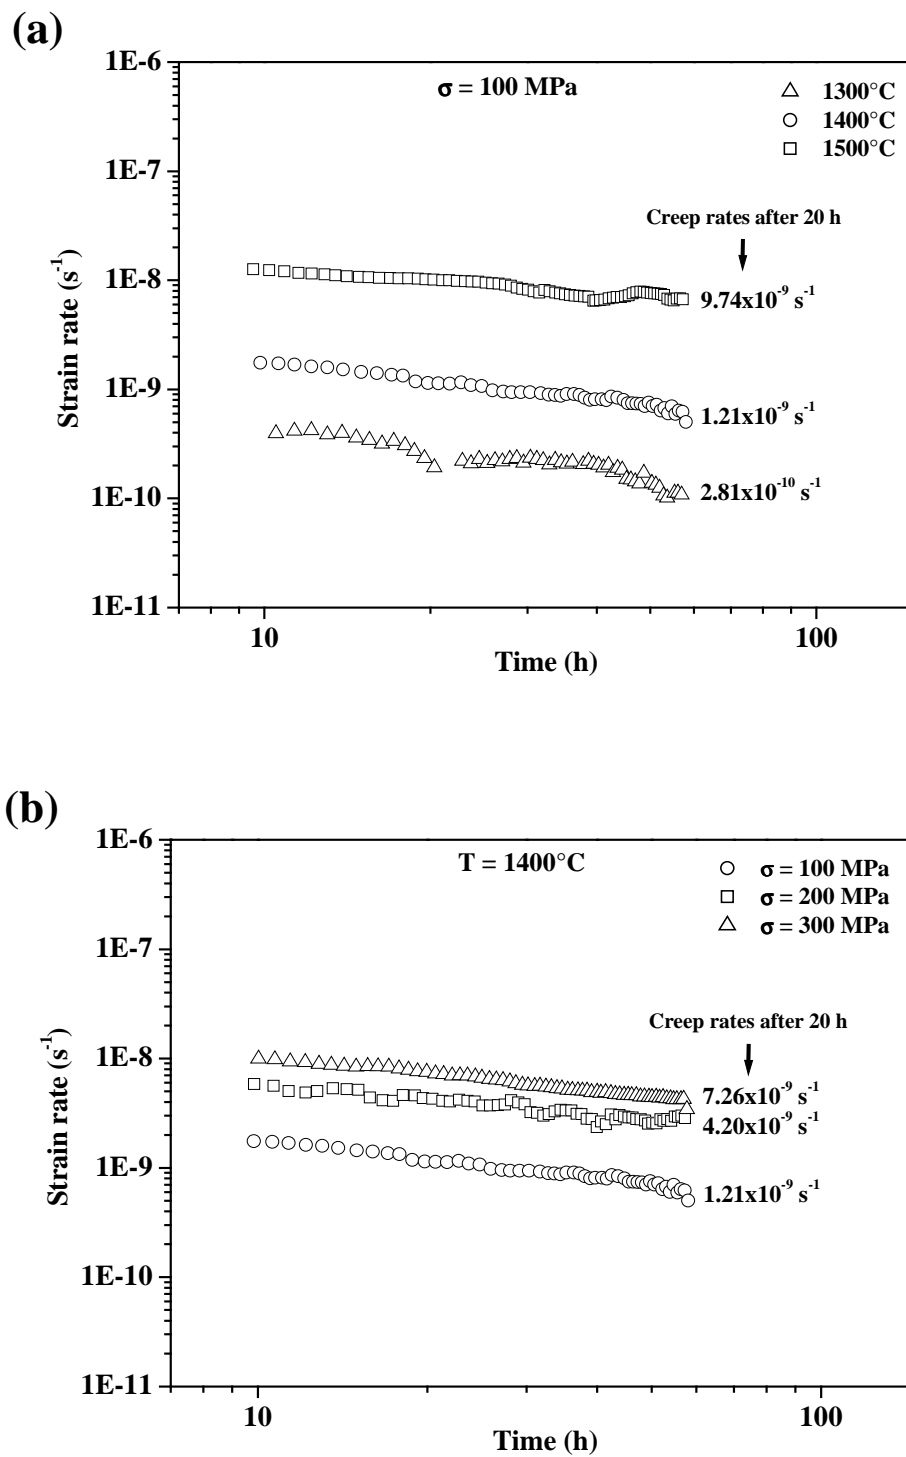 (a)
1E-6
σ = 100 MPa
1300°C
1400°C
1500°C
1E-7
Creep rates after 20 h
1E-8
9.74x10⁻⁹ s⁻¹
1E-9
1.21x10⁻⁹ s⁻¹
2.81x10⁻¹⁰ s⁻¹
1E-10
1E-11
Strain rate (s⁻¹)
10
100
Time (h)
(b)
1E-6
T = 1400°C
σ = 100 MPa
σ = 200 MPa
σ = 300 MPa
1E-7
Creep rates after 20 h
1E-8
7.26x10⁻⁹ s⁻¹
4.20x10⁻⁹ s⁻¹
1E-9
1.21x10⁻⁹ s⁻¹
1E-10
1E-11
Strain rate (s⁻¹)
10
100
Time (h)